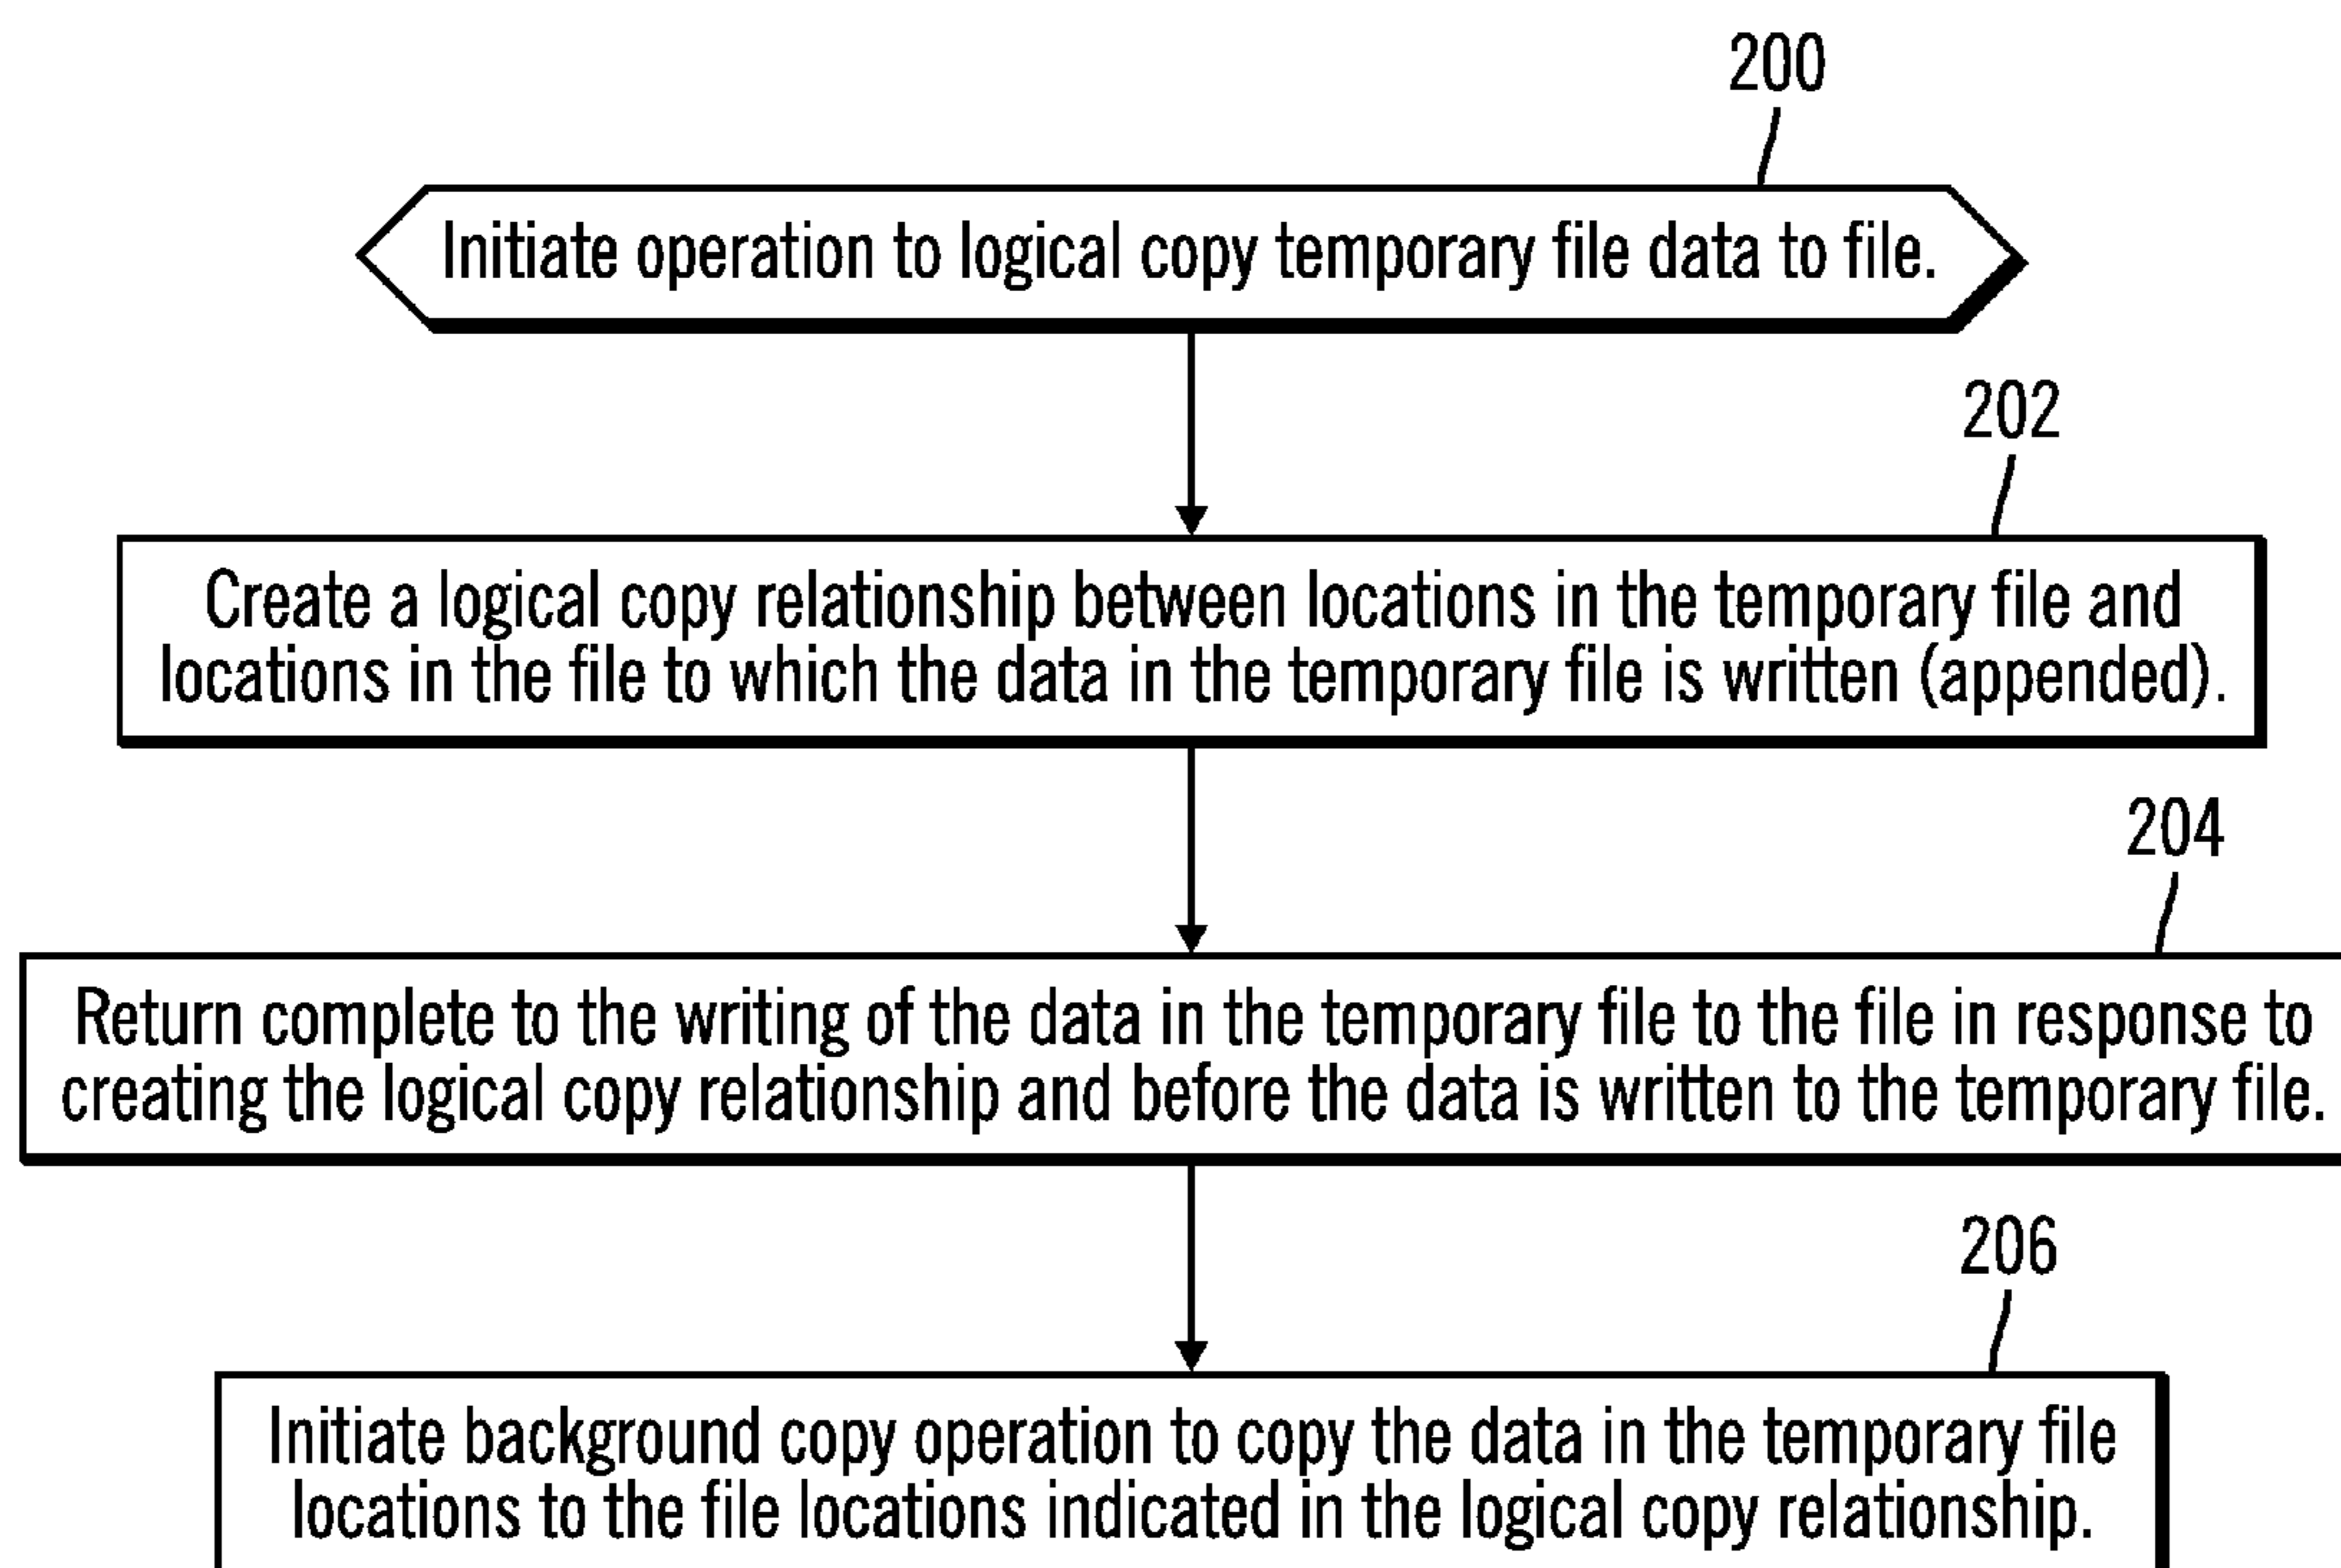 200
Initiate operation to logical copy temporary file data to file.
202
Create a logical copy relationship between locations in the temporary file and
locations in the file to which the data in the temporary file is written (appended).
204
Return complete to the writing of the data in the temporary file to the file in response to
creating the logical copy relationship and before the data is written to the temporary file.
206
Initiate background copy operation to copy the data in the temporary file
locations to the file locations indicated in the logical copy relationship.